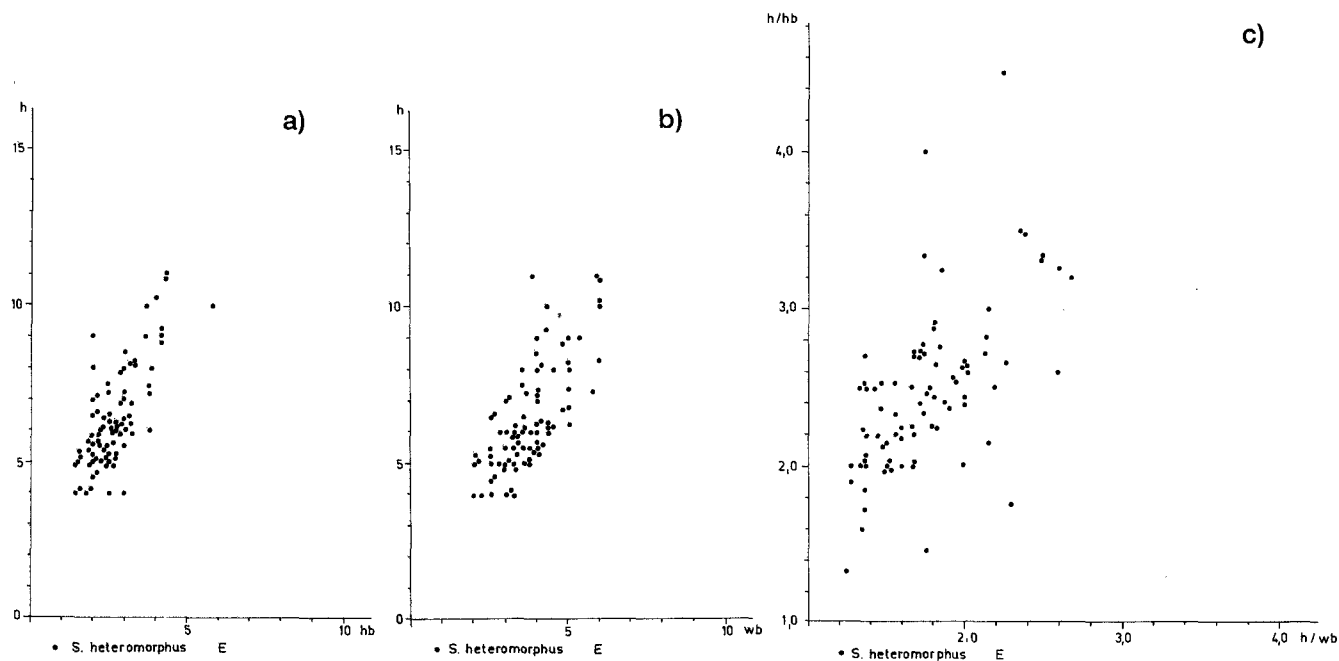 a)
h
15
10
5
0
5
10 hb
• S. heteromorphus E
b)
h
15
10
5
0
5
10 wb
• S. heteromorphus E
c)
h/hb
4,0
3,0
2,0
1,0
2,0
3,0
4,0 h/wb
• S. heteromorphus E